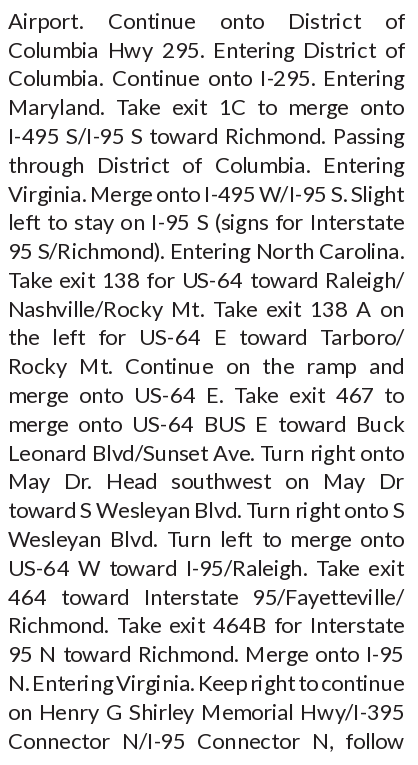 Airport. Continue onto District of
Columbia Hwy 295. Entering District of
Columbia. Continue onto I-295. Entering
Maryland. Take exit 1C to merge onto
I-495 S/I-95 S toward Richmond. Passing
through District of Columbia. Entering
Virginia. Merge onto I-495 W/I-95 S. Slight
left to stay on I-95 S (signs for Interstate
95 S/Richmond). Entering North Carolina.
Take exit 138 for US-64 toward Raleigh/
Nashville/Rocky Mt. Take exit 138 A on
the left for US-64 E toward Tarboro/
Rocky Mt. Continue on the ramp and
merge onto US-64 E. Take exit 467 to
merge onto US-64 BUS E toward Buck
Leonard Blvd/Sunset Ave. Turn right onto
May Dr. Head southwest on May Dr
toward S Wesleyan Blvd. Turn right onto S
Wesleyan Blvd. Turn left to merge onto
US-64 W toward I-95/Raleigh. Take exit
464 toward Interstate 95/Fayetteville/
Richmond. Take exit 464B for Interstate
95 N toward Richmond. Merge onto I-95
N. Entering Virginia. Keep right to continue
on Henry G Shirley Memorial Hwy/I-395
Connector N/I-95 Connector N, follow